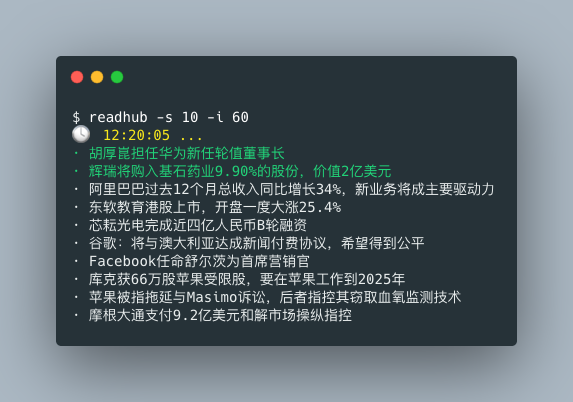 $ readhub -s 10 -i 60
🕓 12:20:05 ...
· 胡厚崑担任华为新任轮值董事长
· 辉瑞将购入基石药业9.90%的股份，价值2亿美元
· 阿里巴巴过去12个月总收入同比增长34%，新业务将成主要驱动力
· 东软教育港股上市，开盘一度大涨25.4%
· 芯耘光电完成近四亿人民币B轮融资
· 谷歌：将与澳大利亚达成新闻付费协议，希望得到公平
· Facebook任命舒尔茨为首席营销官
· 库克获66万股苹果受限股，要在苹果工作到2025年
· 苹果被指拖延与Masimo诉讼，后者指控其窃取血氧监测技术
· 摩根大通支付9.2亿美元和解市场操纵指控